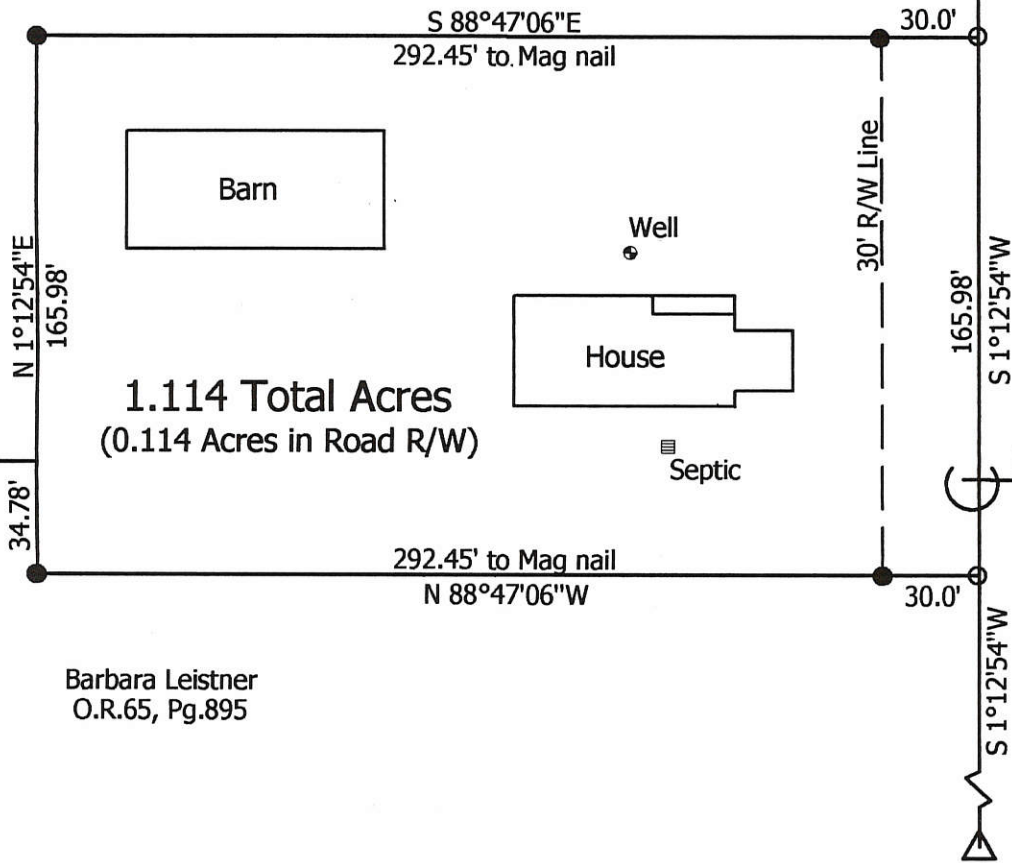 S 88°47'06"E
30.0'
292.45' to Mag nail
Barn
30' R/W Line
Well
N 1°12'54"E
165.98'
165.98'
S 1°12'54"W
House
1.114 Total Acres
(0.114 Acres in Road R/W)
Septic
34.78'
292.45' to Mag nail
N 88°47'06"W
30.0'
S 1°12'54"W
Barbara Leistner
O.R.65, Pg.895